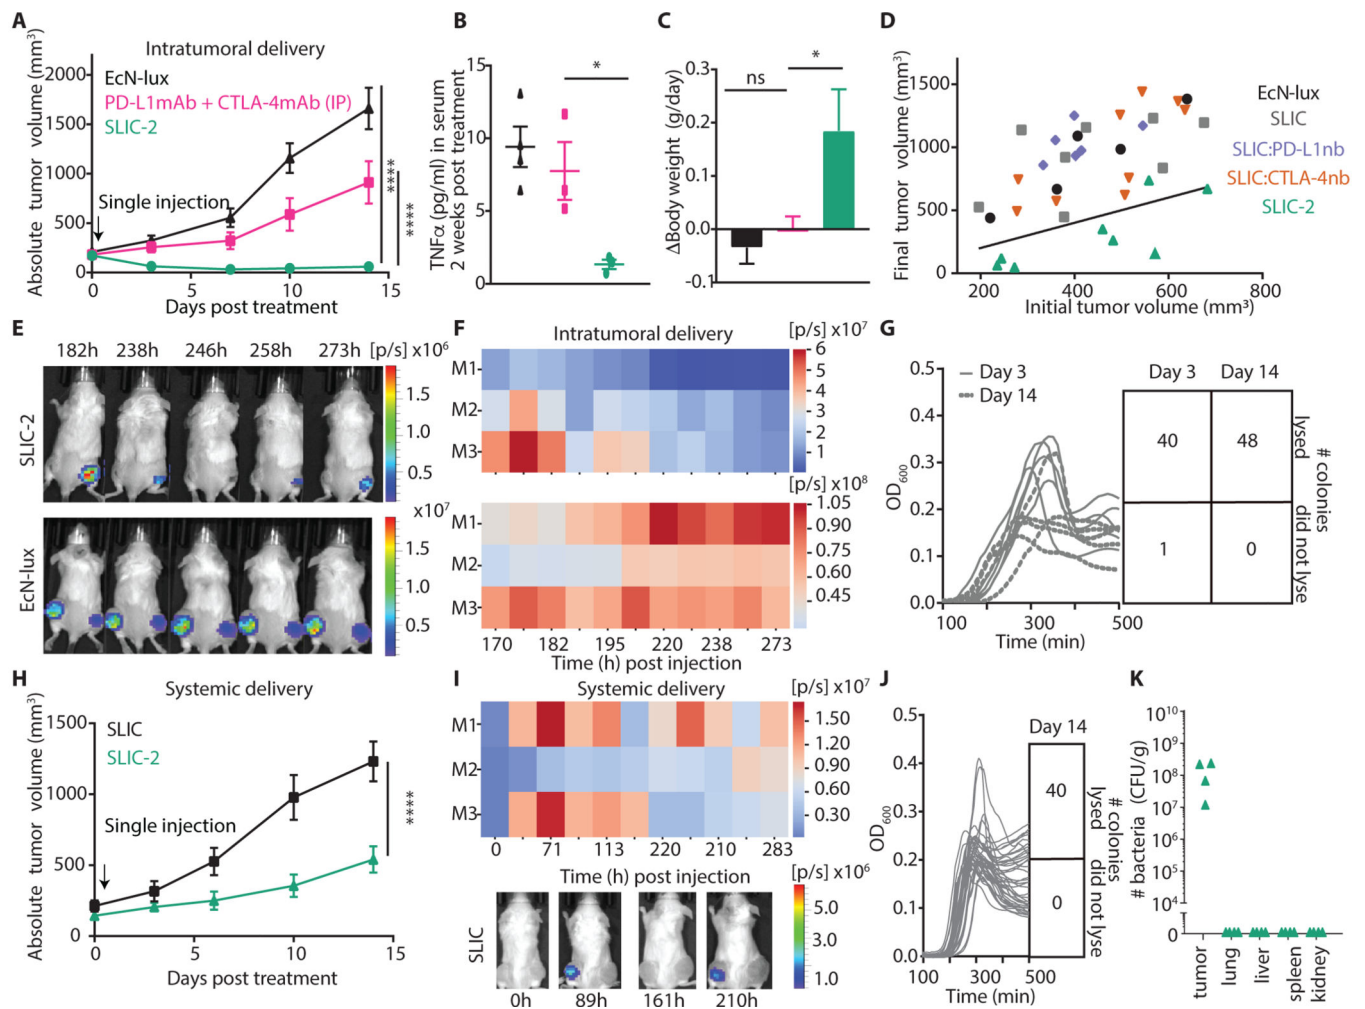 A
Intratumoral delivery
Absolute tumor volume (mm³)
2000
1500
1000
500
0
EcN-lux
PD-L1mAb + CTLA-4mAb (IP)
SLIC-2
Single injection
****
****
0 5 10 15
Days post treatment
B
TNFα (pg/ml) in serum
2 weeks post treatment
15
10
5
0
*
C
ΔBody weight (g/day)
0.3
0.2
0.1
0.0
-0.1
ns
*
D
Final tumor volume (mm³)
1500
1000
500
0
200 400 600 800
Initial tumor volume (mm³)
EcN-lux
SLIC
SLIC:PD-L1nb
SLIC:CTLA-4nb
SLIC-2
E
182h 238h 246h 258h 273h [p/s] x10⁶
SLIC-2
1.5
1.0
0.5
EcN-lux
x10⁷
1.5
1.0
0.5
F
Intratumoral delivery
[p/s] x10⁷
M1
M2
M3
6
5
4
3
2
1
[p/s] x10⁸
M1
M2
M3
1.05
0.90
0.75
0.60
0.45
170 182 195 220 238 273
Time (h) post injection
G
OD600
0.5
0.4
0.3
0.2
0.1
0.0
Day 3
Day 14
100 300 500
Time (min)
Day 3 Day 14
40 48
1 0
# colonies
lysed did not lyse
H
Systemic delivery
Absolute tumor volume (mm³)
1500
1000
500
0
SLIC
SLIC-2
Single injection
****
0 5 10 15
Days post treatment
I
Systemic delivery
[p/s] x10⁷
M1
M2
M3
1.50
1.20
0.90
0.60
0.30
0 71 113 220 210 283
Time (h) post injection
[p/s] x10⁶
SLIC
5.0
3.0
1.0
0h 89h 161h 210h
J
OD600
0.5
0.4
0.3
0.2
0.1
0.0
100 300 500
Time (min)
Day 14
40
0
# colonies
lysed did not lyse
K
# bacteria (CFU/g)
10¹⁰
10⁹
10⁸
10⁷
10⁶
10⁵
10⁴
0
tumor
lung
liver
spleen
kidney